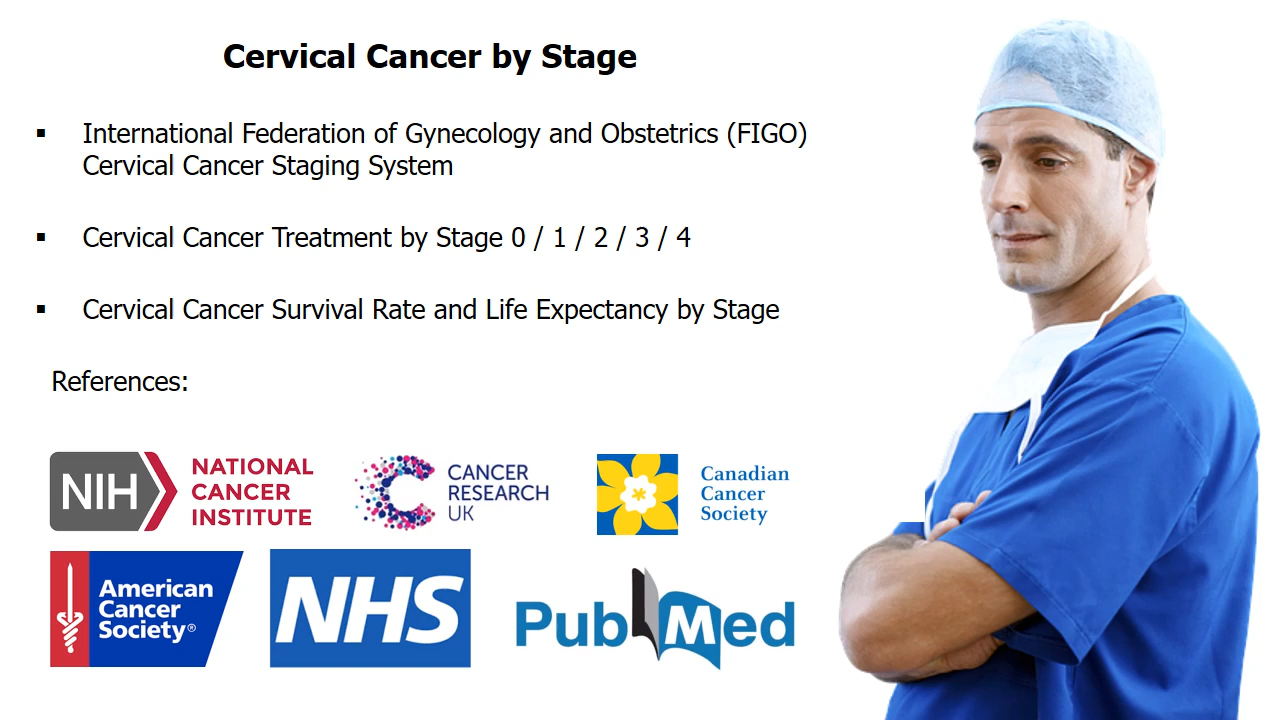 Cervical Cancer by Stage
▪ International Federation of Gynecology and Obstetrics (FIGO)
Cervical Cancer Staging System
▪ Cervical Cancer Treatment by Stage 0 / 1 / 2 / 3 / 4
▪ Cervical Cancer Survival Rate and Life Expectancy by Stage
References:
NIH NATIONAL
CANCER
INSTITUTE
CANCER
RESEARCH
UK
Canadian
Cancer
Society
American
Cancer
Society®
NHS
PubMed